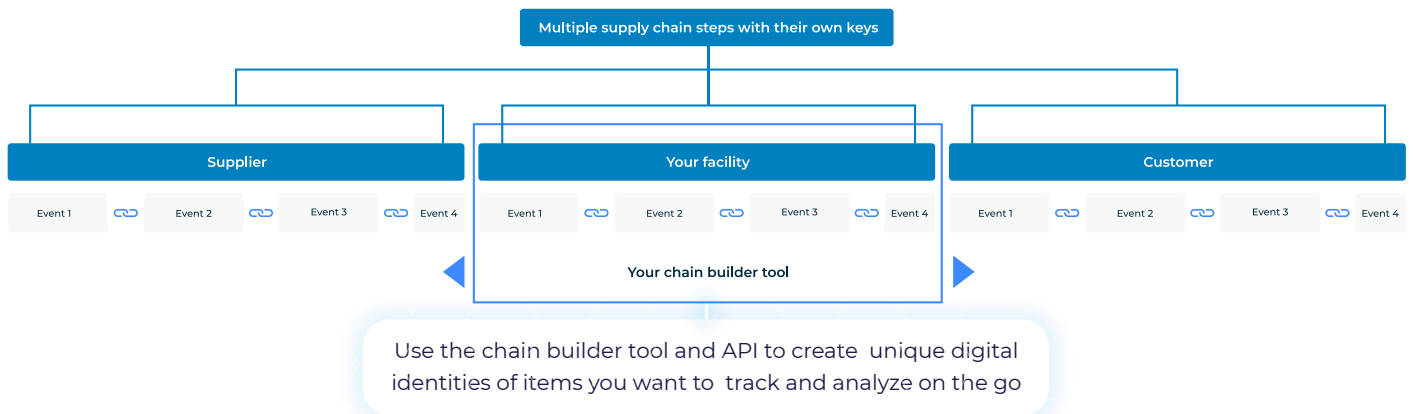 Multiple supply chain steps with their own keys
Supplier
Your facility
Customer
Event 1
Event 2
Event 3
Event 4
Event 1
Event 2
Event 3
Event 4
Event 1
Event 2
Event 3
Event 4
Your chain builder tool
Use the chain builder tool and API to create unique digital
identities of items you want to track and analyze on the go